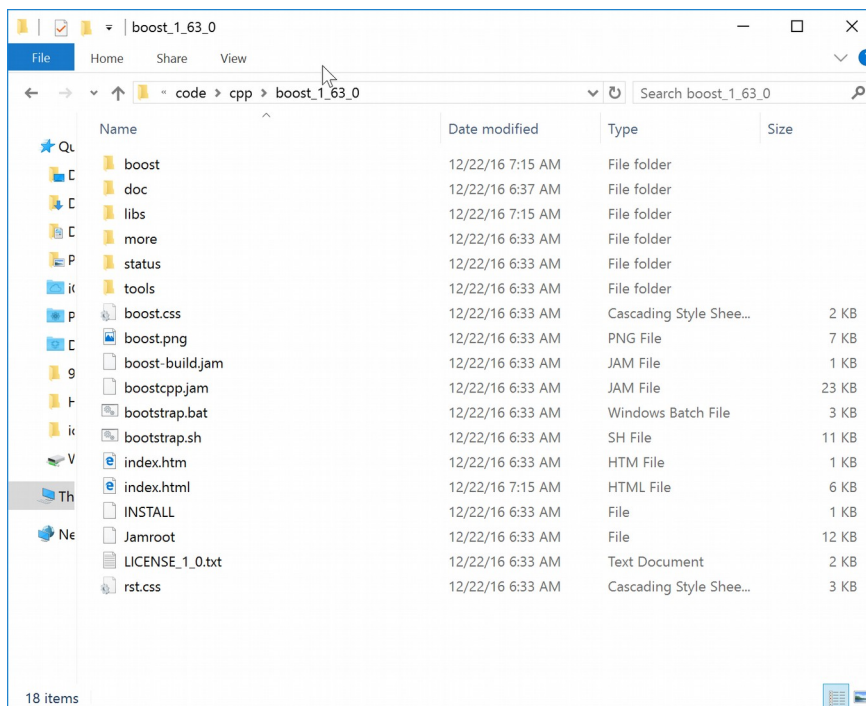 boost_1_63_0
File Home Share View
« code > cpp > boost_1_63_0 Search boost_1_63_0
Name Date modified Type Size
boost 12/22/16 7:15 AM File folder
doc 12/22/16 6:37 AM File folder
libs 12/22/16 7:15 AM File folder
more 12/22/16 6:33 AM File folder
status 12/22/16 6:33 AM File folder
tools 12/22/16 6:33 AM File folder
boost.css 12/22/16 6:33 AM Cascading Style Shee... 2 KB
boost.png 12/22/16 6:33 AM PNG File 7 KB
boost-build.jam 12/22/16 6:33 AM JAM File 1 KB
boostcpp.jam 12/22/16 6:33 AM JAM File 23 KB
bootstrap.bat 12/22/16 6:33 AM Windows Batch File 3 KB
bootstrap.sh 12/22/16 6:33 AM SH File 11 KB
index.htm 12/22/16 6:33 AM HTM File 1 KB
index.html 12/22/16 7:15 AM HTML File 6 KB
INSTALL 12/22/16 6:33 AM File 1 KB
Jamroot 12/22/16 6:33 AM File 12 KB
LICENSE_1_0.txt 12/22/16 6:33 AM Text Document 2 KB
rst.css 12/22/16 6:33 AM Cascading Style Shee... 3 KB
18 items